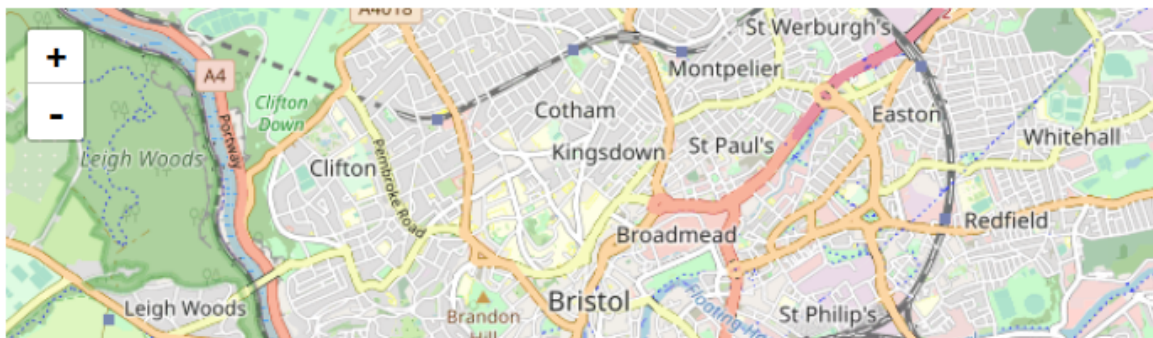 A4018
St Werburgh's
+
A4
Montpelier
Clifton
Down
Cotham
Easton
Portway
Whitehall
Leigh Woods
Kingsdown
St Paul's
Clifton
Pembroke Road
Redfield
Broadmead
Leigh Woods
Bristol
Brandon
Hill
Floating
St Philip's
-